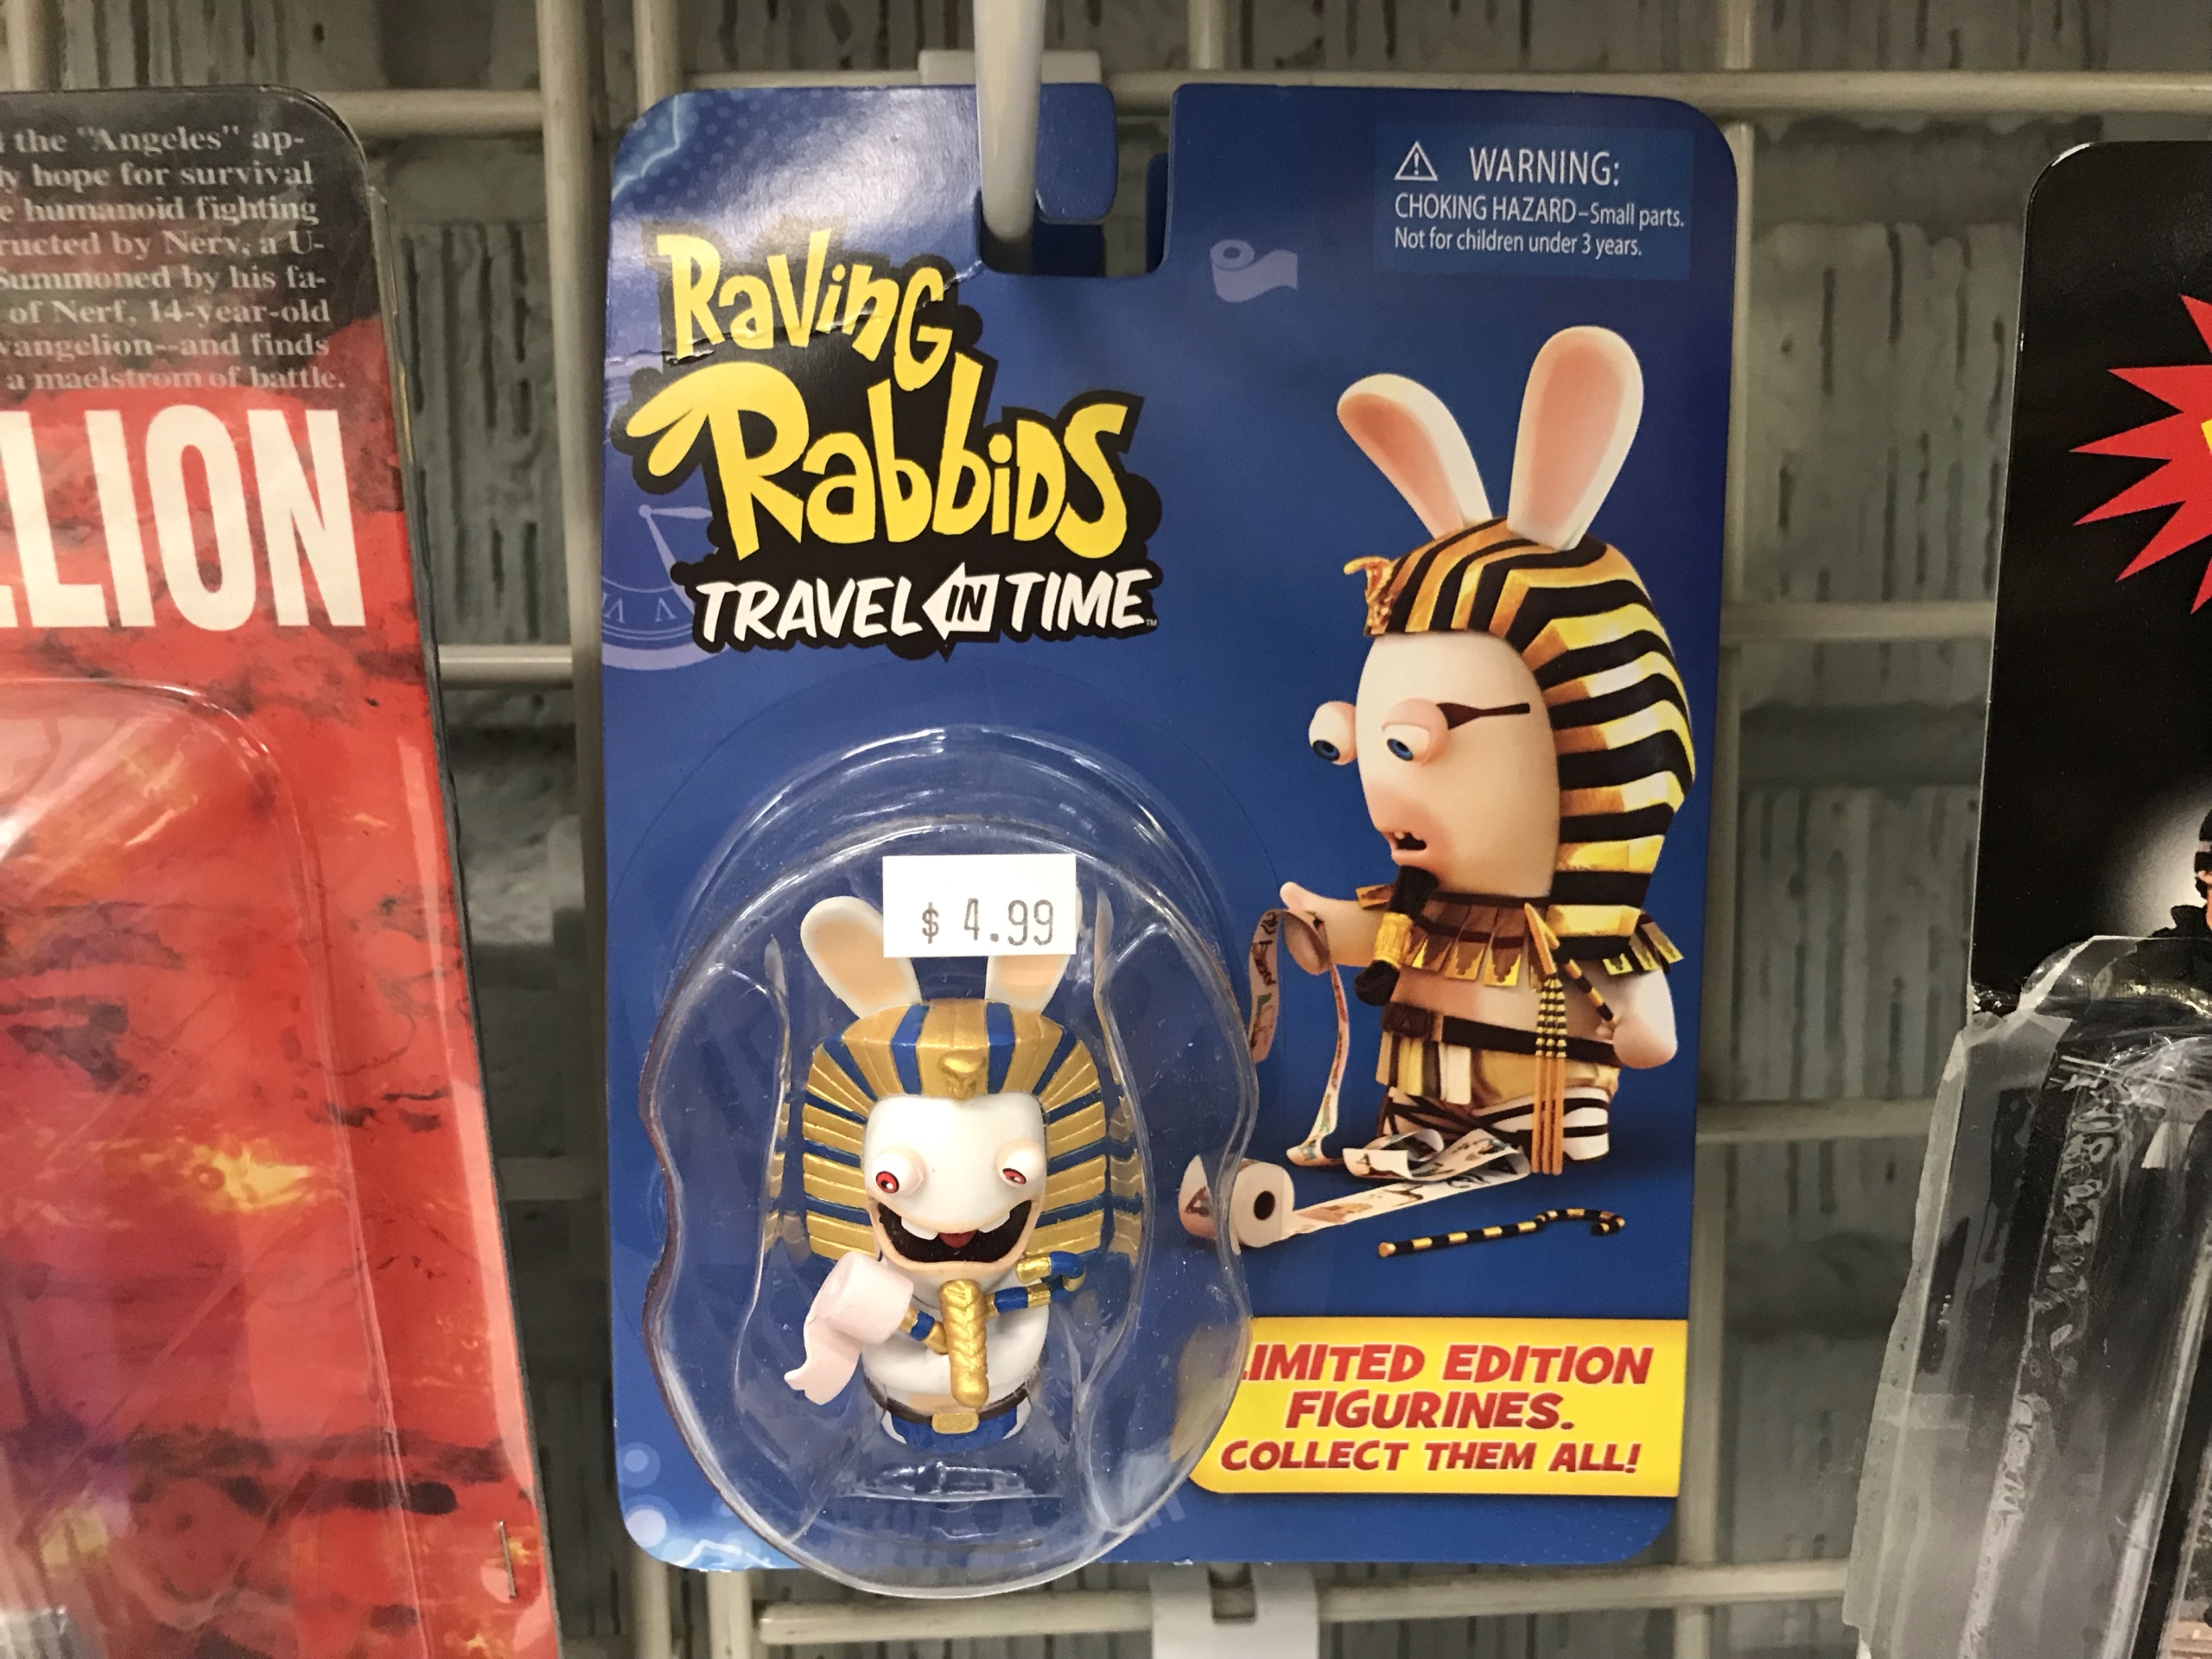 the "Angeles" ap-
hope for survival
humanoid fighting
ructed by Nerv, a U-
Summoned by his fa-
of Nerf, 14-year-old
vangelion--and finds
a maelstrom of battle.
LLION
RAVING
RABBIDS
TRAVEL IN TIME™
⚠ WARNING:
CHOKING HAZARD–Small parts.
Not for children under 3 years.
$ 4.99
LIMITED EDITION
FIGURINES.
COLLECT THEM ALL!